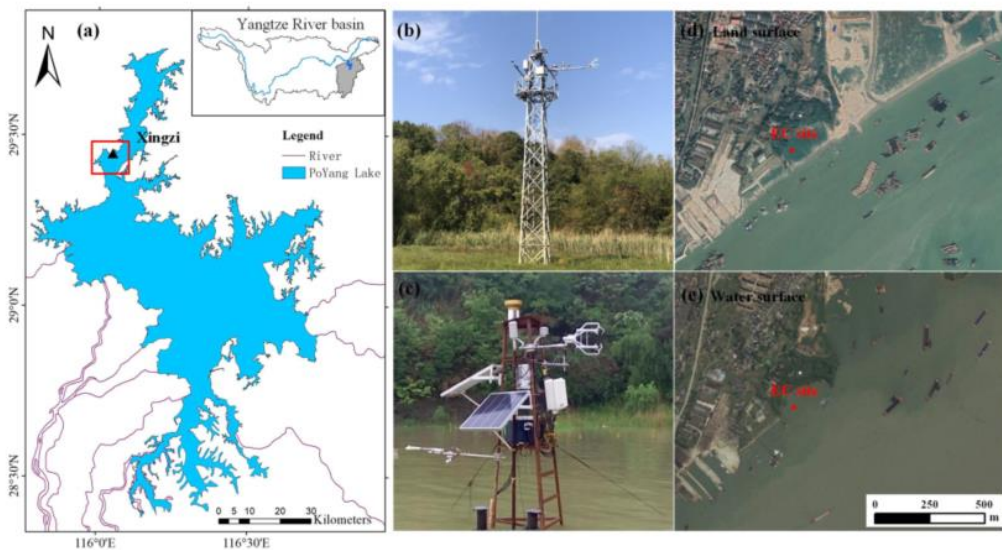 (a)
N
Yangtze River basin
Xingzi
Legend
River
PoYang Lake
29°30'N
29°0'N
28°30'N
116°0'E
116°30'E
0 5 10 20 30
Kilometers
(b)
(c)
(d) Land surface
EC site
(e) Water surface
EC site
0 250 500
m